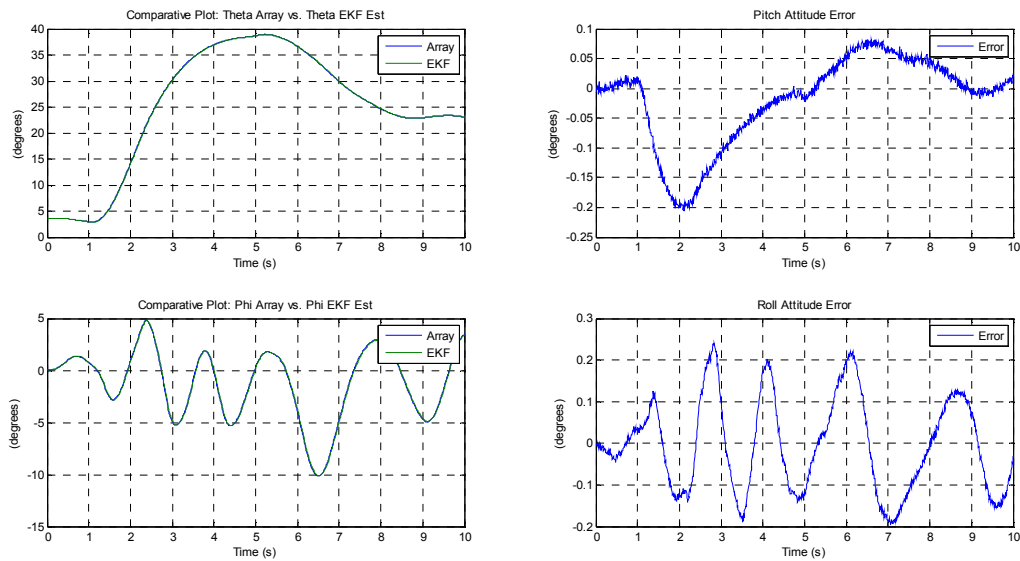 Comparative Plot: Theta Array vs. Theta EKF Est
40
35
30
25
20
15
10
5
0
(degrees)
0 1 2 3 4 5 6 7 8 9 10
Time (s)
Array
EKF
Pitch Attitude Error
0.1
0.05
0
-0.05
-0.1
-0.15
-0.2
-0.25
(degrees)
0 1 2 3 4 5 6 7 8 9 10
Time (s)
Error
Comparative Plot: Phi Array vs. Phi EKF Est
5
0
-5
-10
-15
(degrees)
0 1 2 3 4 5 6 7 8 9 10
Time (s)
Array
EKF
Roll Attitude Error
0.3
0.2
0.1
0
-0.1
-0.2
(degrees)
0 1 2 3 4 5 6 7 8 9 10
Time (s)
Error